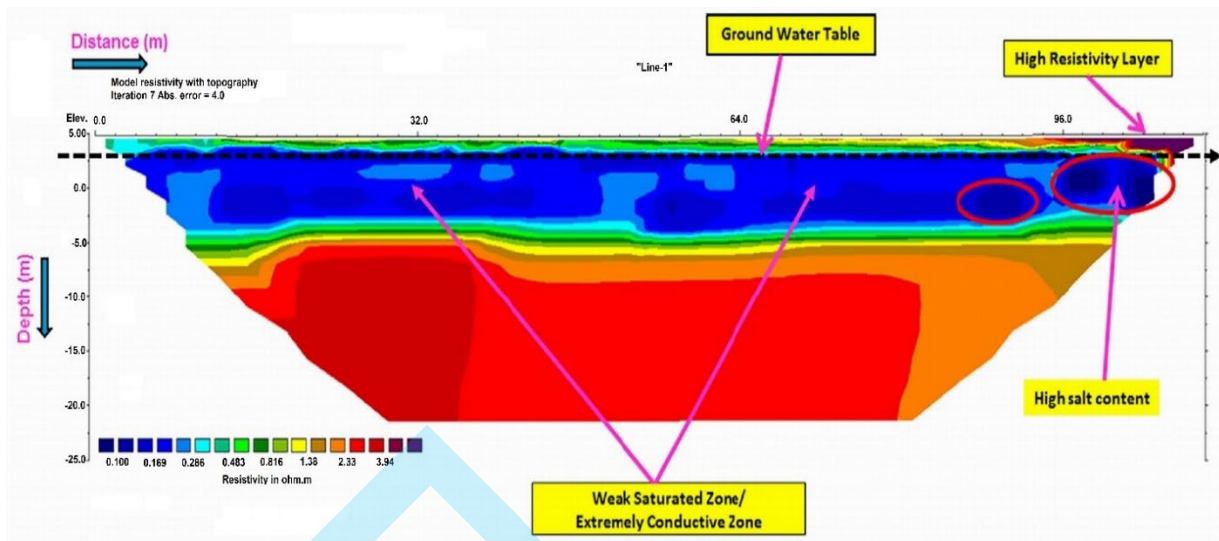 Ground Water Table
Distance (m)
High Resistivity Layer
"Line-1"
Model resistivity with topography
Iteration 7 Abs. error = 4.0
Elev. 0.0 32.0 64.0 96.0
5.00
0.0
-5.0
Depth (m)
-10.0
-15.0
High salt content
-20.0
-25.0
0.100 0.169 0.286 0.483 0.816 1.38 2.33 3.94
Resistivity in ohm.m
Weak Saturated Zone/
Extremely Conductive Zone